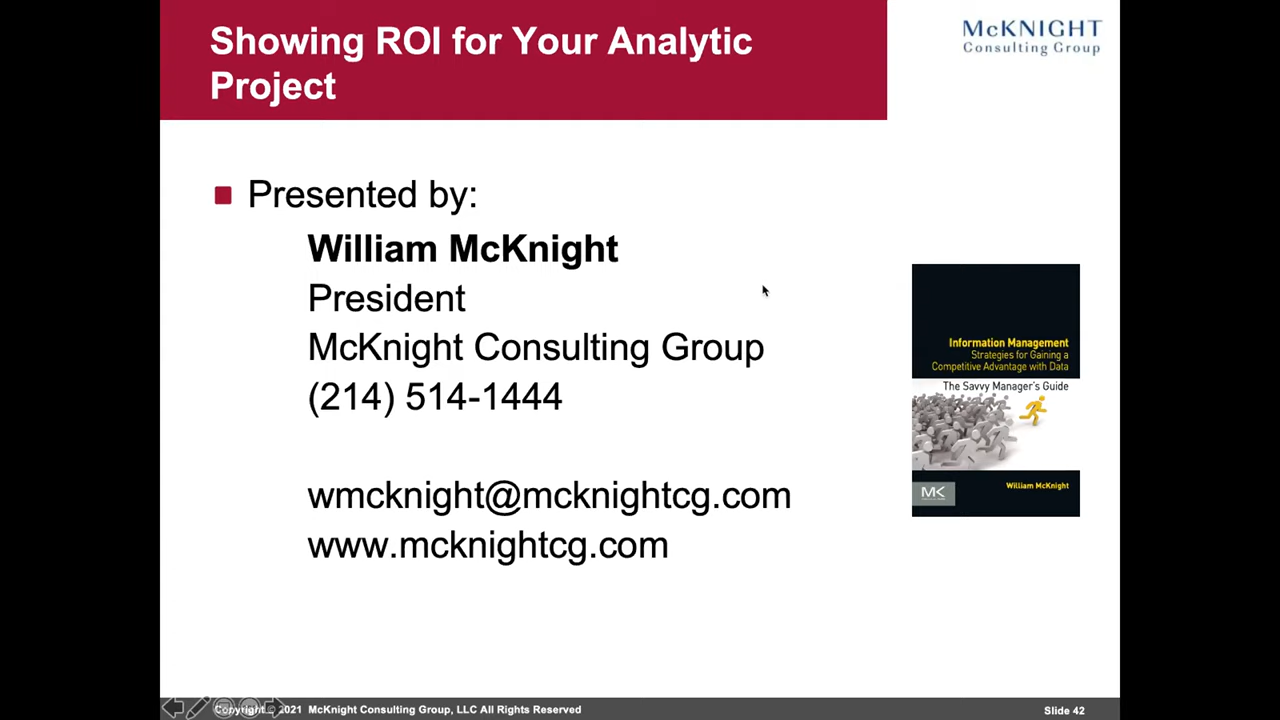 Showing ROI for Your Analytic
Project
McKNIGHT
Consulting Group
Presented by:
William McKnight
President
McKnight Consulting Group
(214) 514-1444
wmcknight@mcknightcg.com
www.mcknightcg.com
Information Management
Strategies for Gaining a
Competitive Advantage with Data
The Savvy Manager's Guide
William McKnight
MK
Copyright © 2021 McKnight Consulting Group, LLC All Rights Reserved
Slide 42